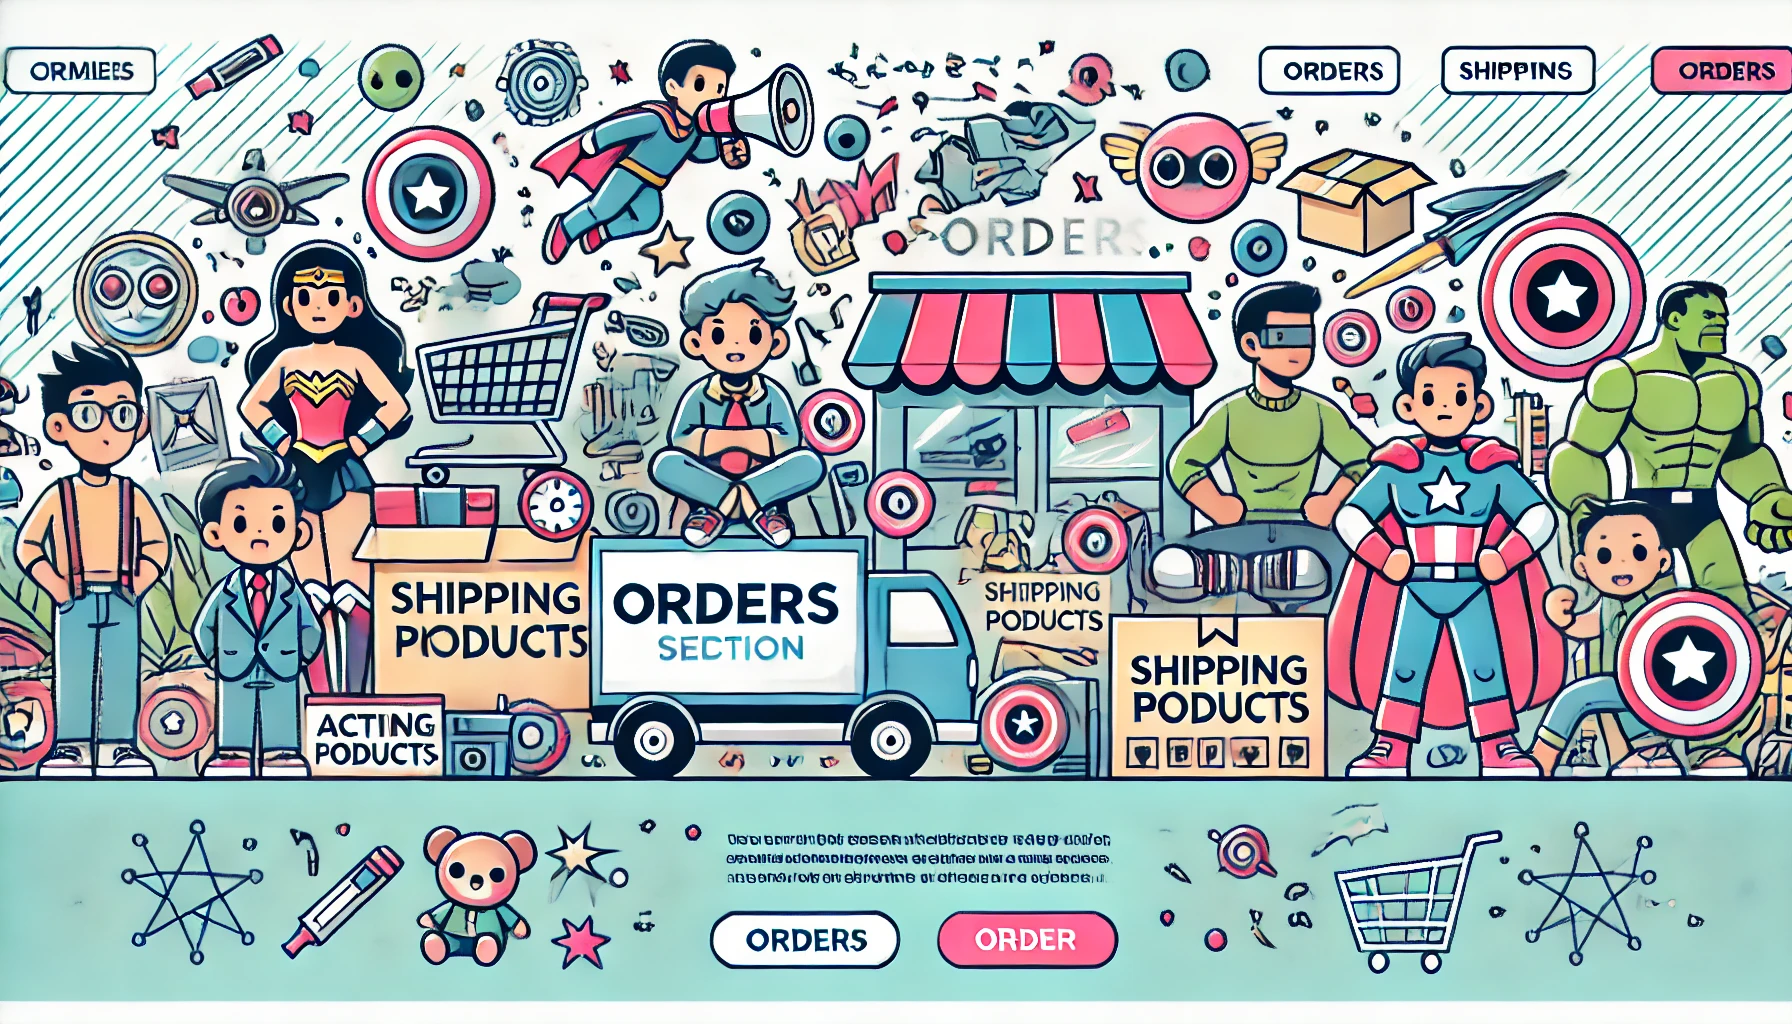 ORMIEES
ORDERS
SHIPPINS
ORDERS
ORDERS
SHIPPING
PODUCTS
ORDERS
SECTION
SHIPPING
PODUCTS
SHIPPING
PODUCTS
ACTING
PODUCTS
ORDERS
ORDER